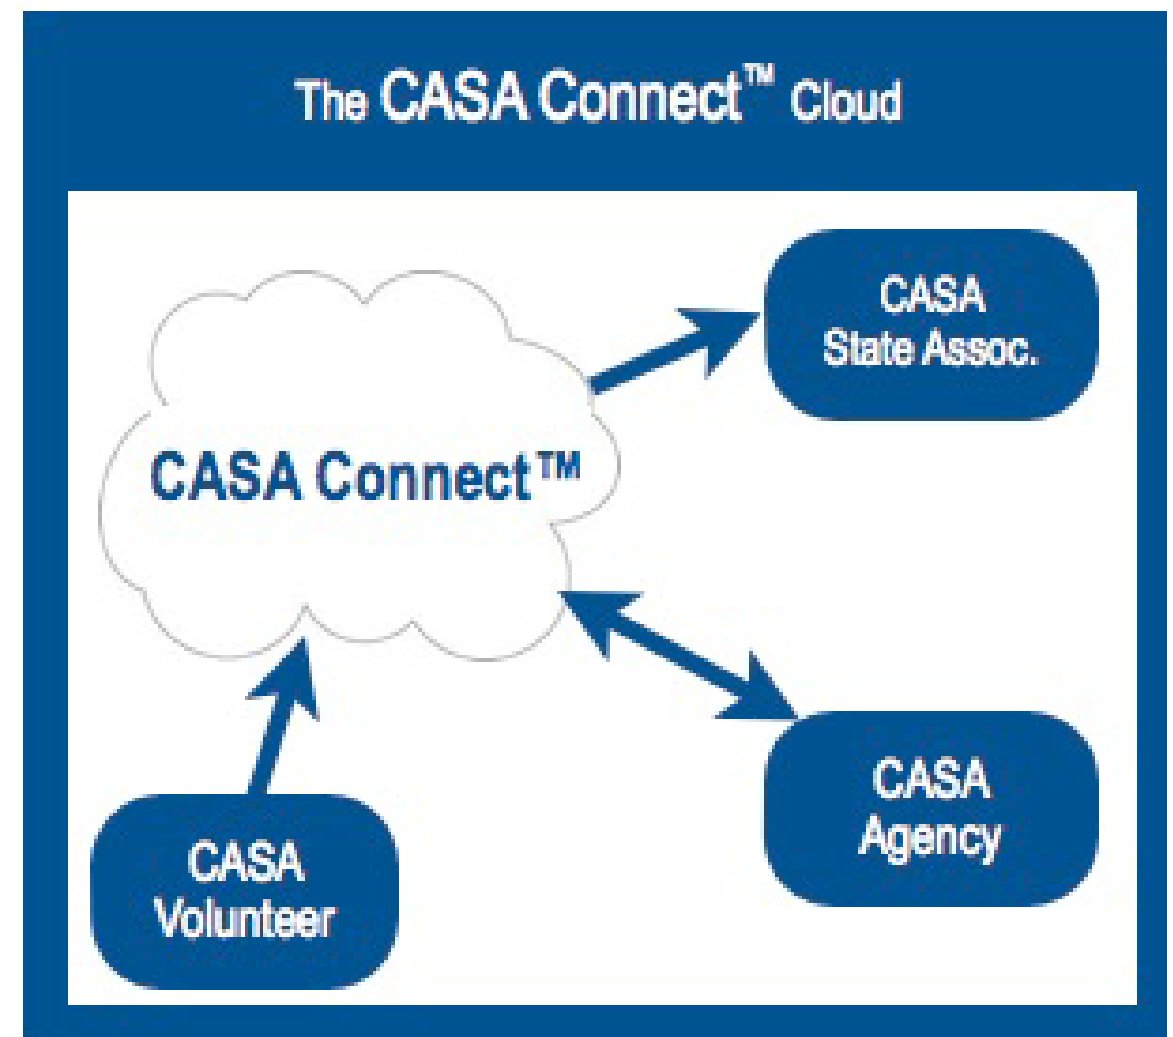 The CASA Connect™ Cloud
CASA
State Assoc.
CASA Connect™
CASA
Agency
CASA
Volunteer